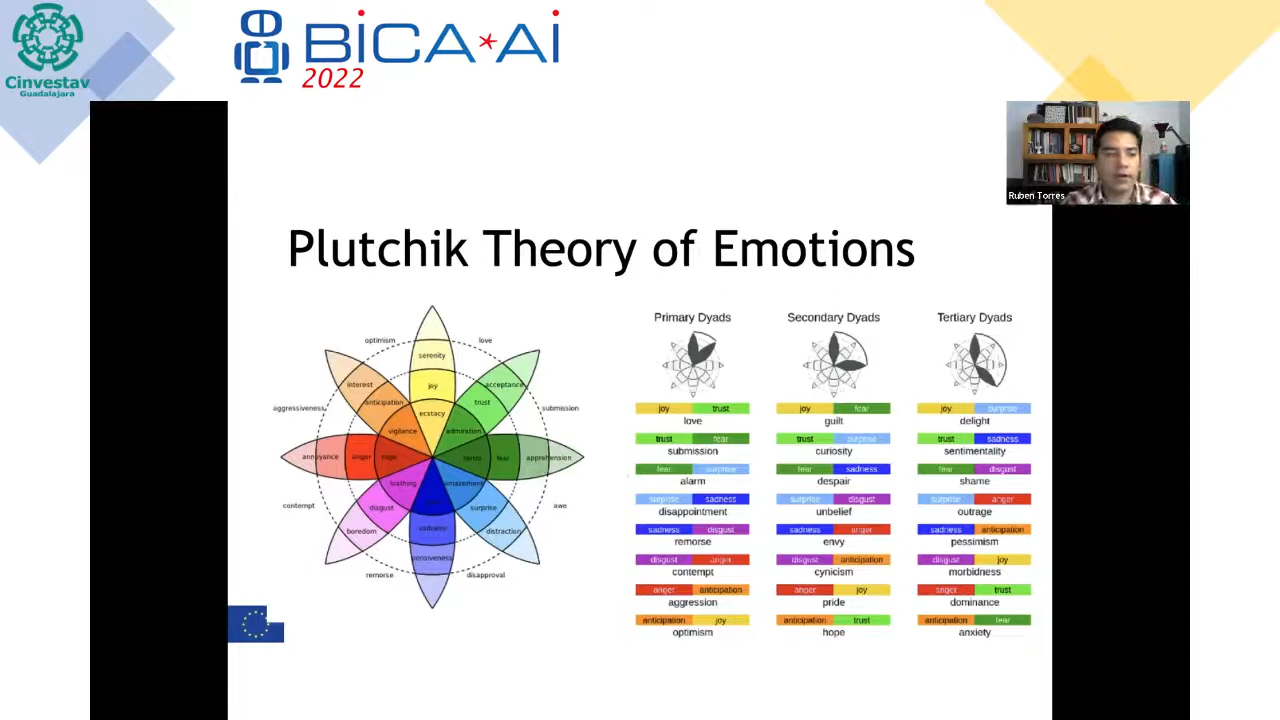 Cinvestav
Guadalajara
BiCA*Ai
2022
Ruben Torres
Plutchik Theory of Emotions
optimism
love
serenity
interest
joy
acceptance
anticipation
trust
aggressiveness
ecstacy
submission
vigilance
admiration
annoyance
anger
rage
terror
fear
apprehension
loathing
amazement
contempt
disgust
surprise
awe
sadness
boredom
distraction
pensiveness
remorse
disapproval
Primary Dyads
joy trust
love
trust fear
submission
fear surprise
alarm
surprise sadness
disappointment
sadness disgust
remorse
disgust anger
contempt
anger anticipation
aggression
anticipation joy
optimism
Secondary Dyads
joy fear
guilt
trust surprise
curiosity
fear sadness
despair
surprise disgust
unbelief
sadness anger
envy
disgust anticipation
cynicism
anger joy
pride
anticipation trust
hope
Tertiary Dyads
joy surprise
delight
trust sadness
sentimentality
fear disgust
shame
surprise anger
outrage
sadness anticipation
pessimism
disgust joy
morbidness
anger trust
dominance
anticipation fear
anxiety